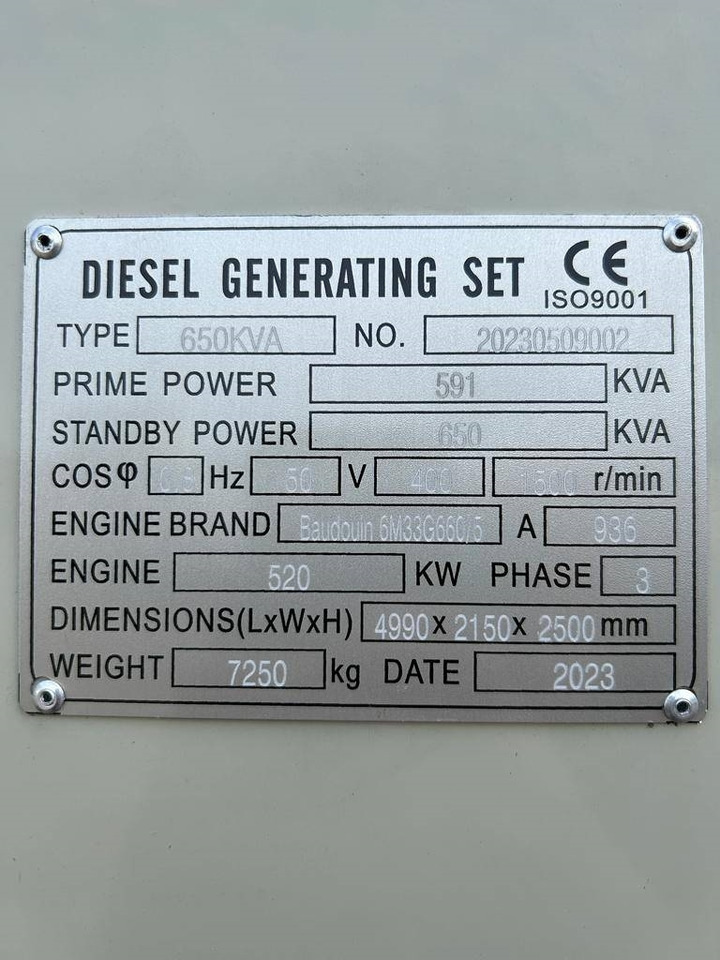 DIESEL GENERATING SET CE
ISO9001
TYPE 650KVA NO. 20230509002
PRIME POWER 591 KVA
STANDBY POWER 650 KVA
COSφ 0.8 Hz 50 V 400 1500 r/min
ENGINE BRAND Baudouin 6M33G660/5 A 936
ENGINE 520 KW PHASE 3
DIMENSIONS(LxWxH) 4990 x 2150 x 2500 mm
WEIGHT 7250 kg DATE 2023